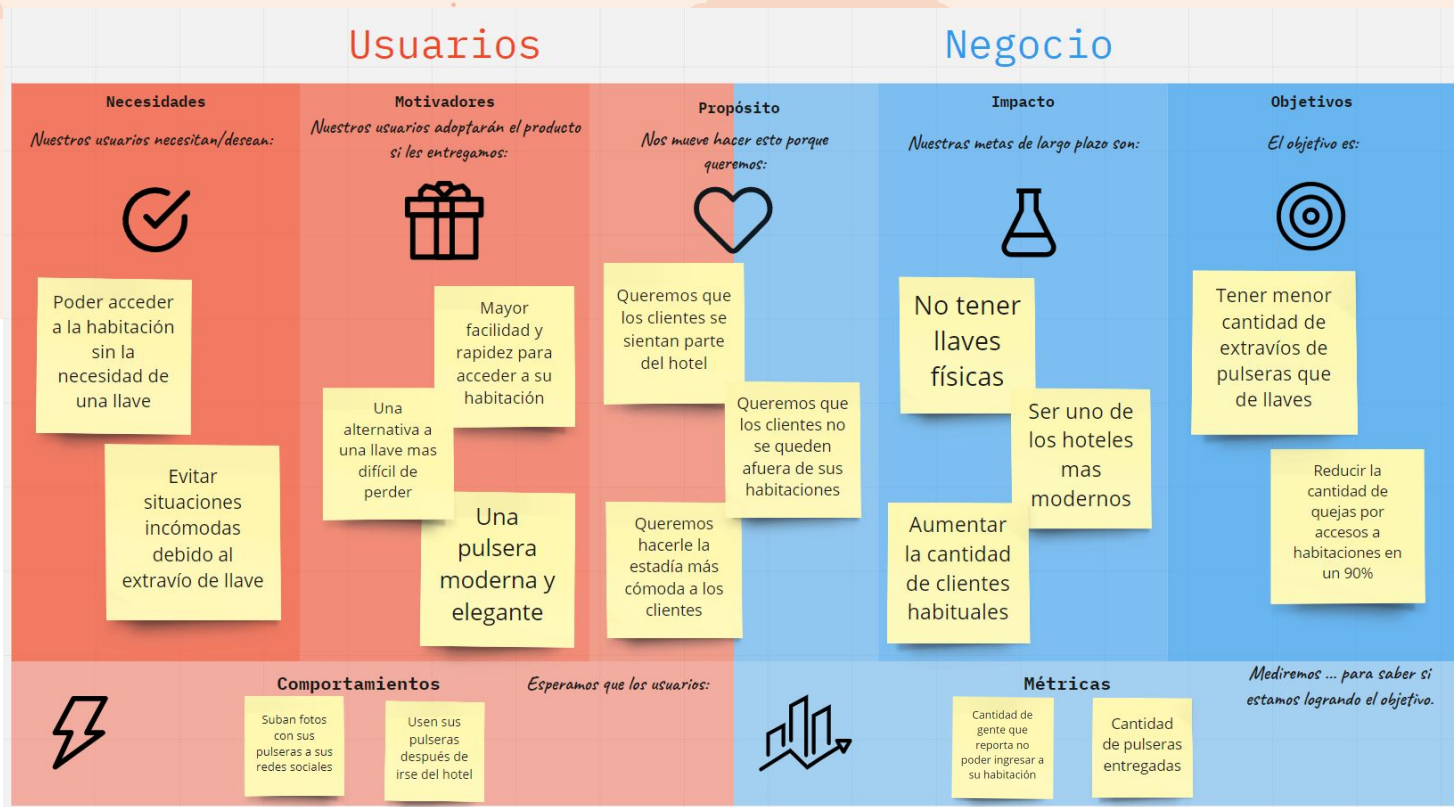 Usuarios
Negocio
Necesidades
Nuestros usuarios necesitan/desean:
Poder acceder
a la habitación
sin la
necesidad de
una llave
Evitar
situaciones
incómodas
debido al
extravío de llave
Motivadores
Nuestros usuarios adoptarán el producto
si les entregamos:
Mayor
facilidad y
rapidez para
acceder a su
habitación
Una
alternativa a
una llave mas
difícil de
perder
Una
pulsera
moderna y
elegante
Propósito
Nos mueve hacer esto porque
queremos:
Queremos que
los clientes se
sientan parte
del hotel
Queremos que
los clientes no
se queden
afuera de sus
habitaciones
Queremos
hacerle la
estadía más
cómoda a los
clientes
Impacto
Nuestras metas de largo plazo son:
No tener
llaves
físicas
Ser uno de
los hoteles
mas
modernos
Aumentar
la cantidad
de clientes
habituales
Objetivos
El objetivo es:
Tener menor
cantidad de
extravíos de
pulseras que
de llaves
Reducir la
cantidad de
quejas por
accesos a
habitaciones en
un 90%
Comportamientos
Esperamos que los usuarios:
Suban fotos
con sus
pulseras a sus
redes sociales
Usen sus
pulseras
después de
irse del hotel
Métricas
Mediremos ... para saber si
estamos logrando el objetivo.
Cantidad de
gente que
reporta no
poder ingresar a
su habitación
Cantidad
de pulseras
entregadas